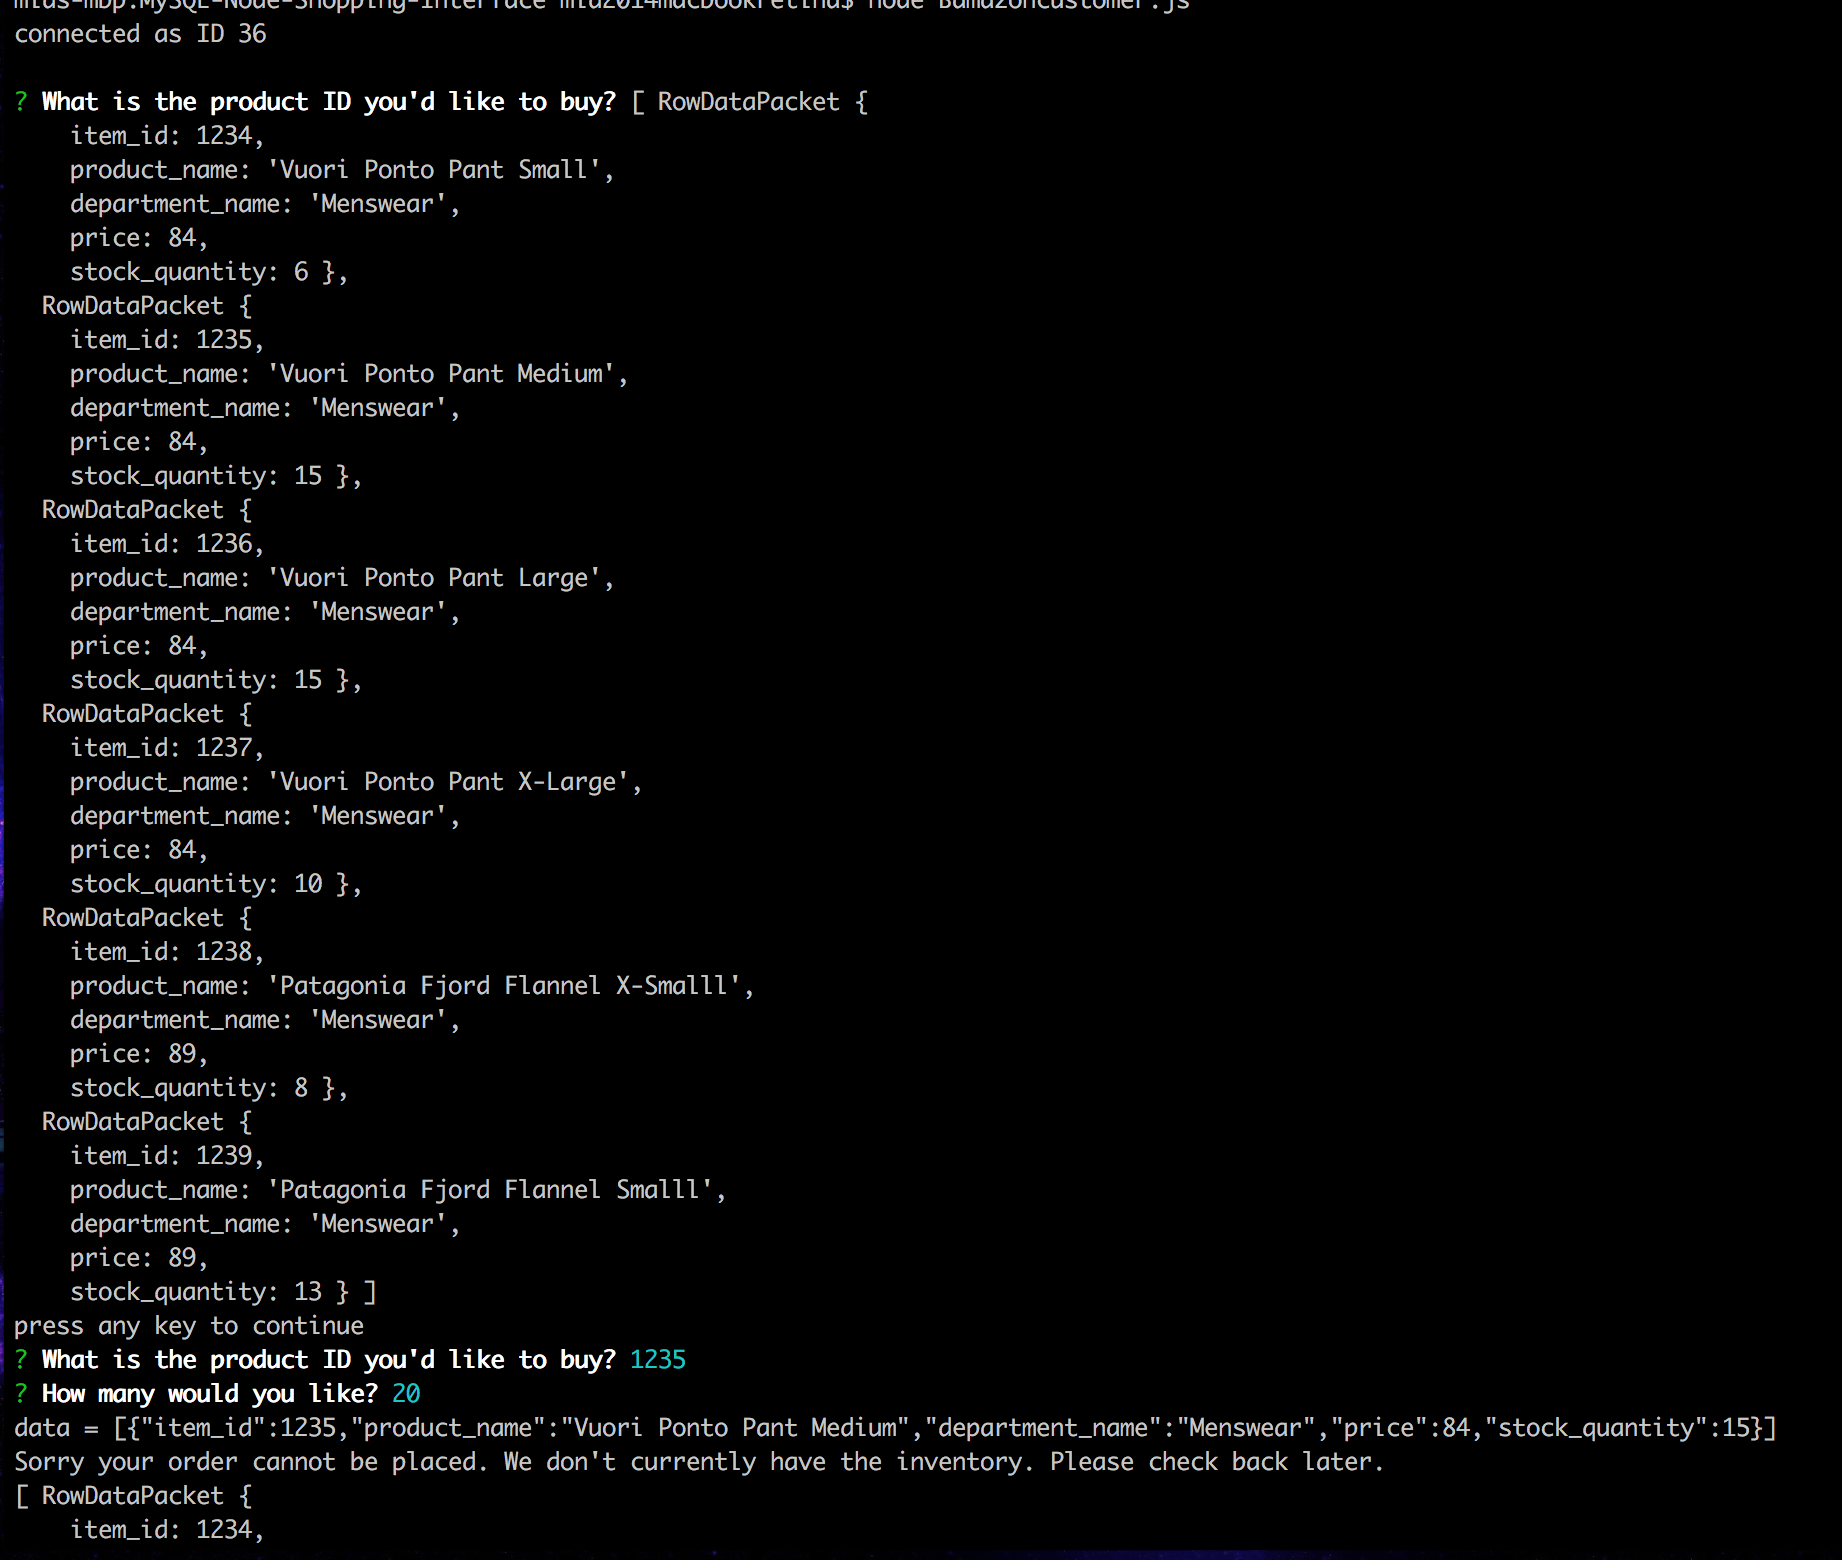 mius-mbp:MySQL-Node-Shopping-Interface miu2014macbookretina$ node BamazonCustomer.js
connected as ID 36
? What is the product ID you'd like to buy? [ RowDataPacket {
    item_id: 1234,
    product_name: 'Vuori Ponto Pant Small',
    department_name: 'Menswear',
    price: 84,
    stock_quantity: 6 },
  RowDataPacket {
    item_id: 1235,
    product_name: 'Vuori Ponto Pant Medium',
    department_name: 'Menswear',
    price: 84,
    stock_quantity: 15 },
  RowDataPacket {
    item_id: 1236,
    product_name: 'Vuori Ponto Pant Large',
    department_name: 'Menswear',
    price: 84,
    stock_quantity: 15 },
  RowDataPacket {
    item_id: 1237,
    product_name: 'Vuori Ponto Pant X-Large',
    department_name: 'Menswear',
    price: 84,
    stock_quantity: 10 },
  RowDataPacket {
    item_id: 1238,
    product_name: 'Patagonia Fjord Flannel X-Smalll',
    department_name: 'Menswear',
    price: 89,
    stock_quantity: 8 },
  RowDataPacket {
    item_id: 1239,
    product_name: 'Patagonia Fjord Flannel Smalll',
    department_name: 'Menswear',
    price: 89,
    stock_quantity: 13 } ]
press any key to continue
? What is the product ID you'd like to buy? 1235
? How many would you like? 20
data = [{"item_id":1235,"product_name":"Vuori Ponto Pant Medium","department_name":"Menswear","price":84,"stock_quantity":15}]
Sorry your order cannot be placed. We don't currently have the inventory. Please check back later.
[ RowDataPacket {
    item_id: 1234,